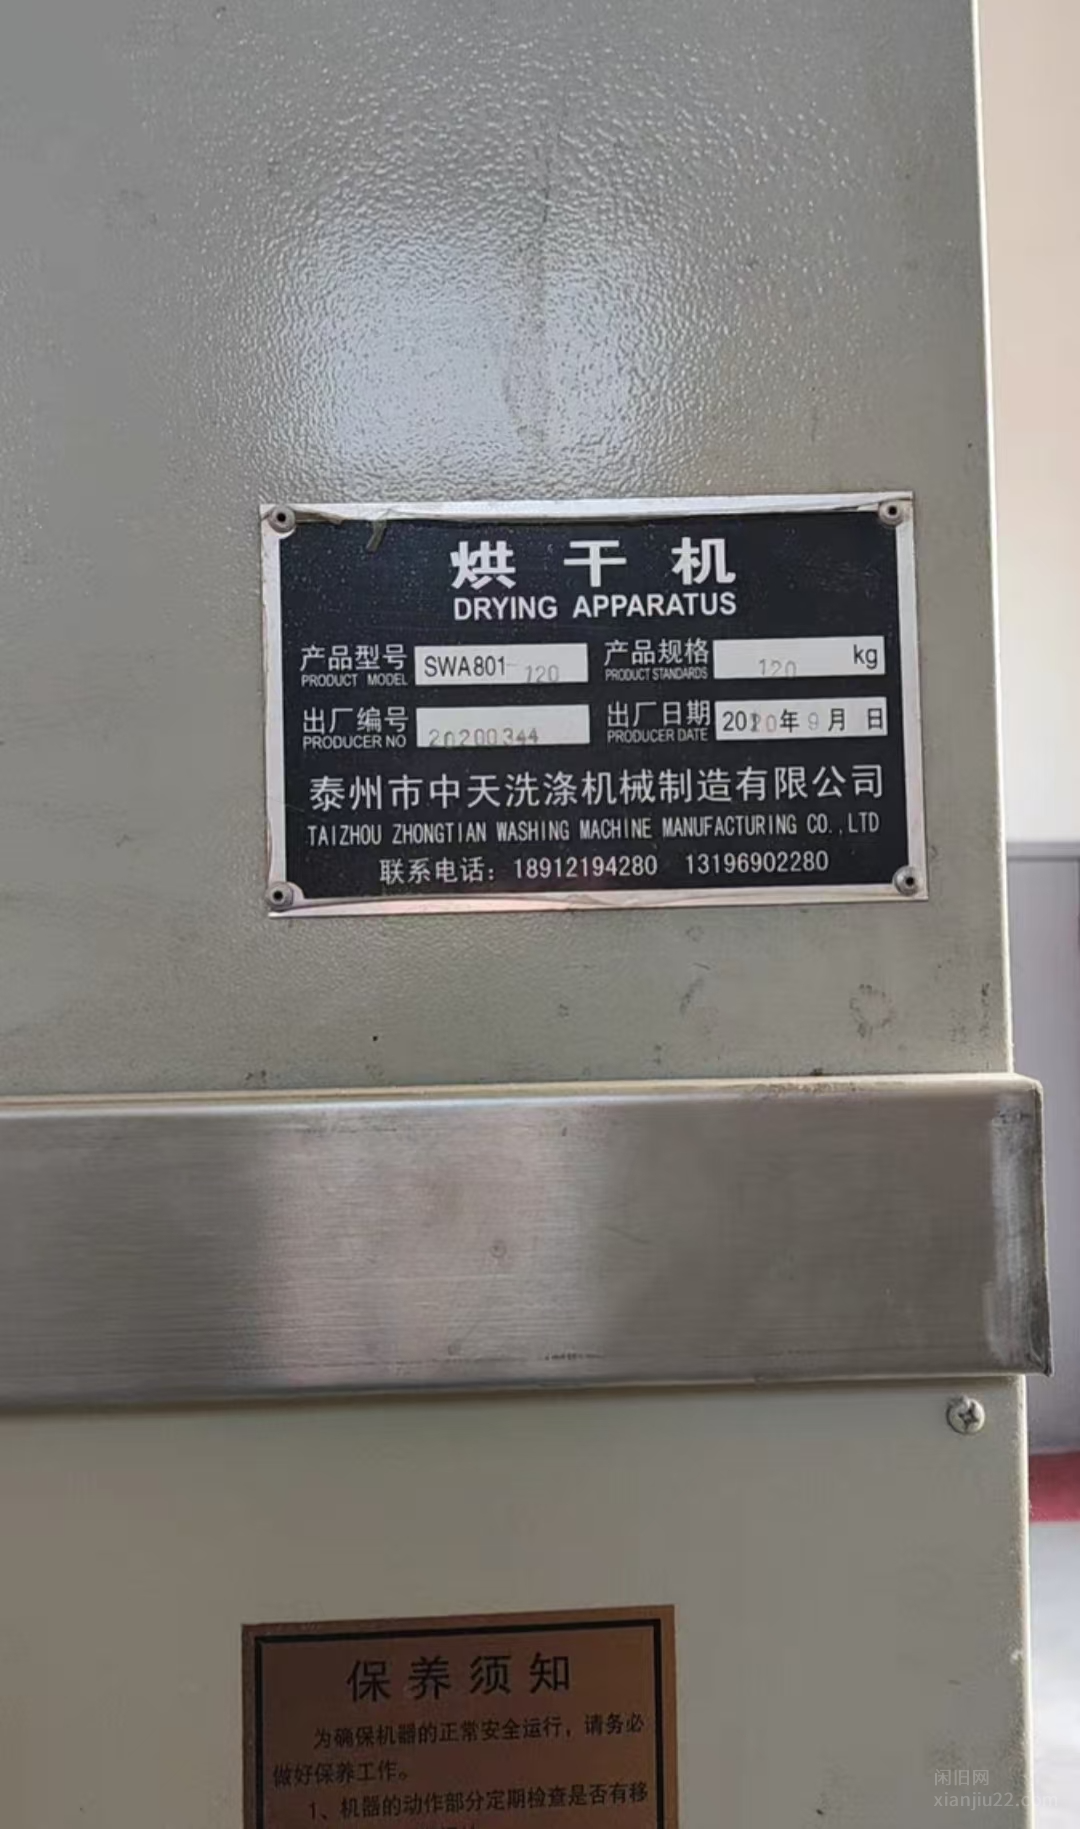 烘干机
DRYING APPARATUS
产品型号 SWA801-120 产品规格 120 kg
PRODUCT MODEL PRODUCT STANDARDS
出厂编号 20200344 出厂日期 2020年9月 日
PRODUCER NO PRODUCER DATE
泰州市中天洗涤机械制造有限公司
TAIZHOU ZHONGTIAN WASHING MACHINE MANUFACTURING CO.,LTD
联系电话：18912194280 13196902280
保养须知
为确保机器的正常安全运行，请务必
做好保养工作。
1、机器的动作部分定期检查是否有移
闲旧网
xianjiu22.com